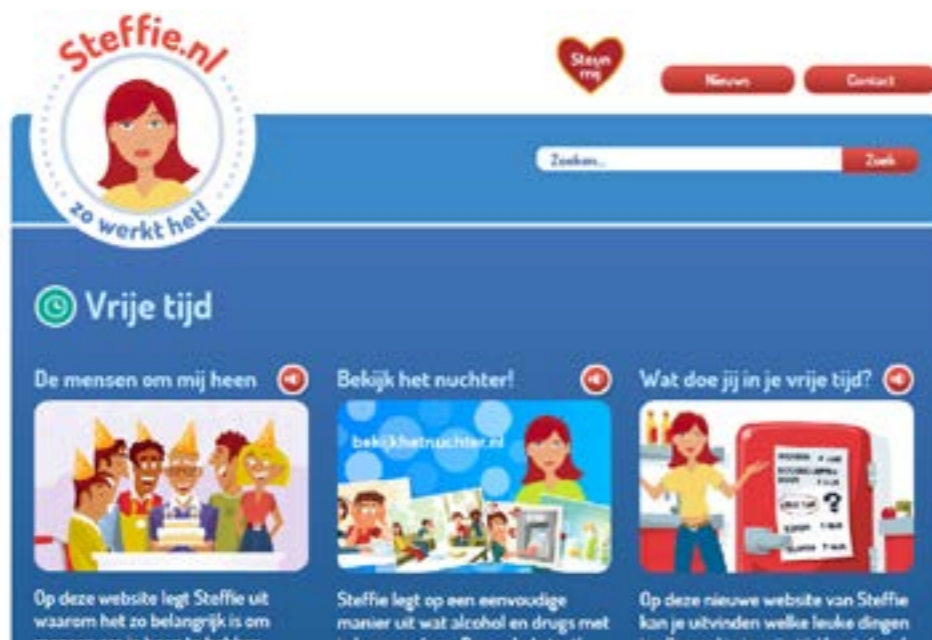 Steffie.nl
zo werkt het!
Steun
mij
Nieuws
Contact
Zoeken...
Zoek
Vrije tijd
De mensen om mij heen
Bekijk het nuchter!
bekijkhetnuchter.nl
Wat doe jij in je vrije tijd?
?
Op deze website legt Steffie uit
waarom het zo belangrijk is om
Steffie legt op een eenvoudige
manier uit wat alcohol en drugs met
Op deze nieuwe website van Steffie
kan je uitvinden welke leuke dingen